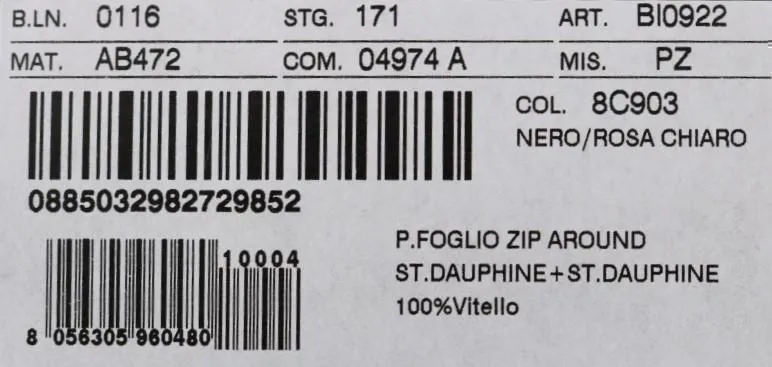 B.LN. 0116 STG. 171 ART. BI0922
MAT. AB472 COM. 04974 A MIS. PZ
COL. 8C903
NERO/ROSA CHIARO
0885032982729852
P.FOGLIO ZIP AROUND
10004
ST.DAUPHINE+ST.DAUPHINE
100%Vitello
8 056305 960480